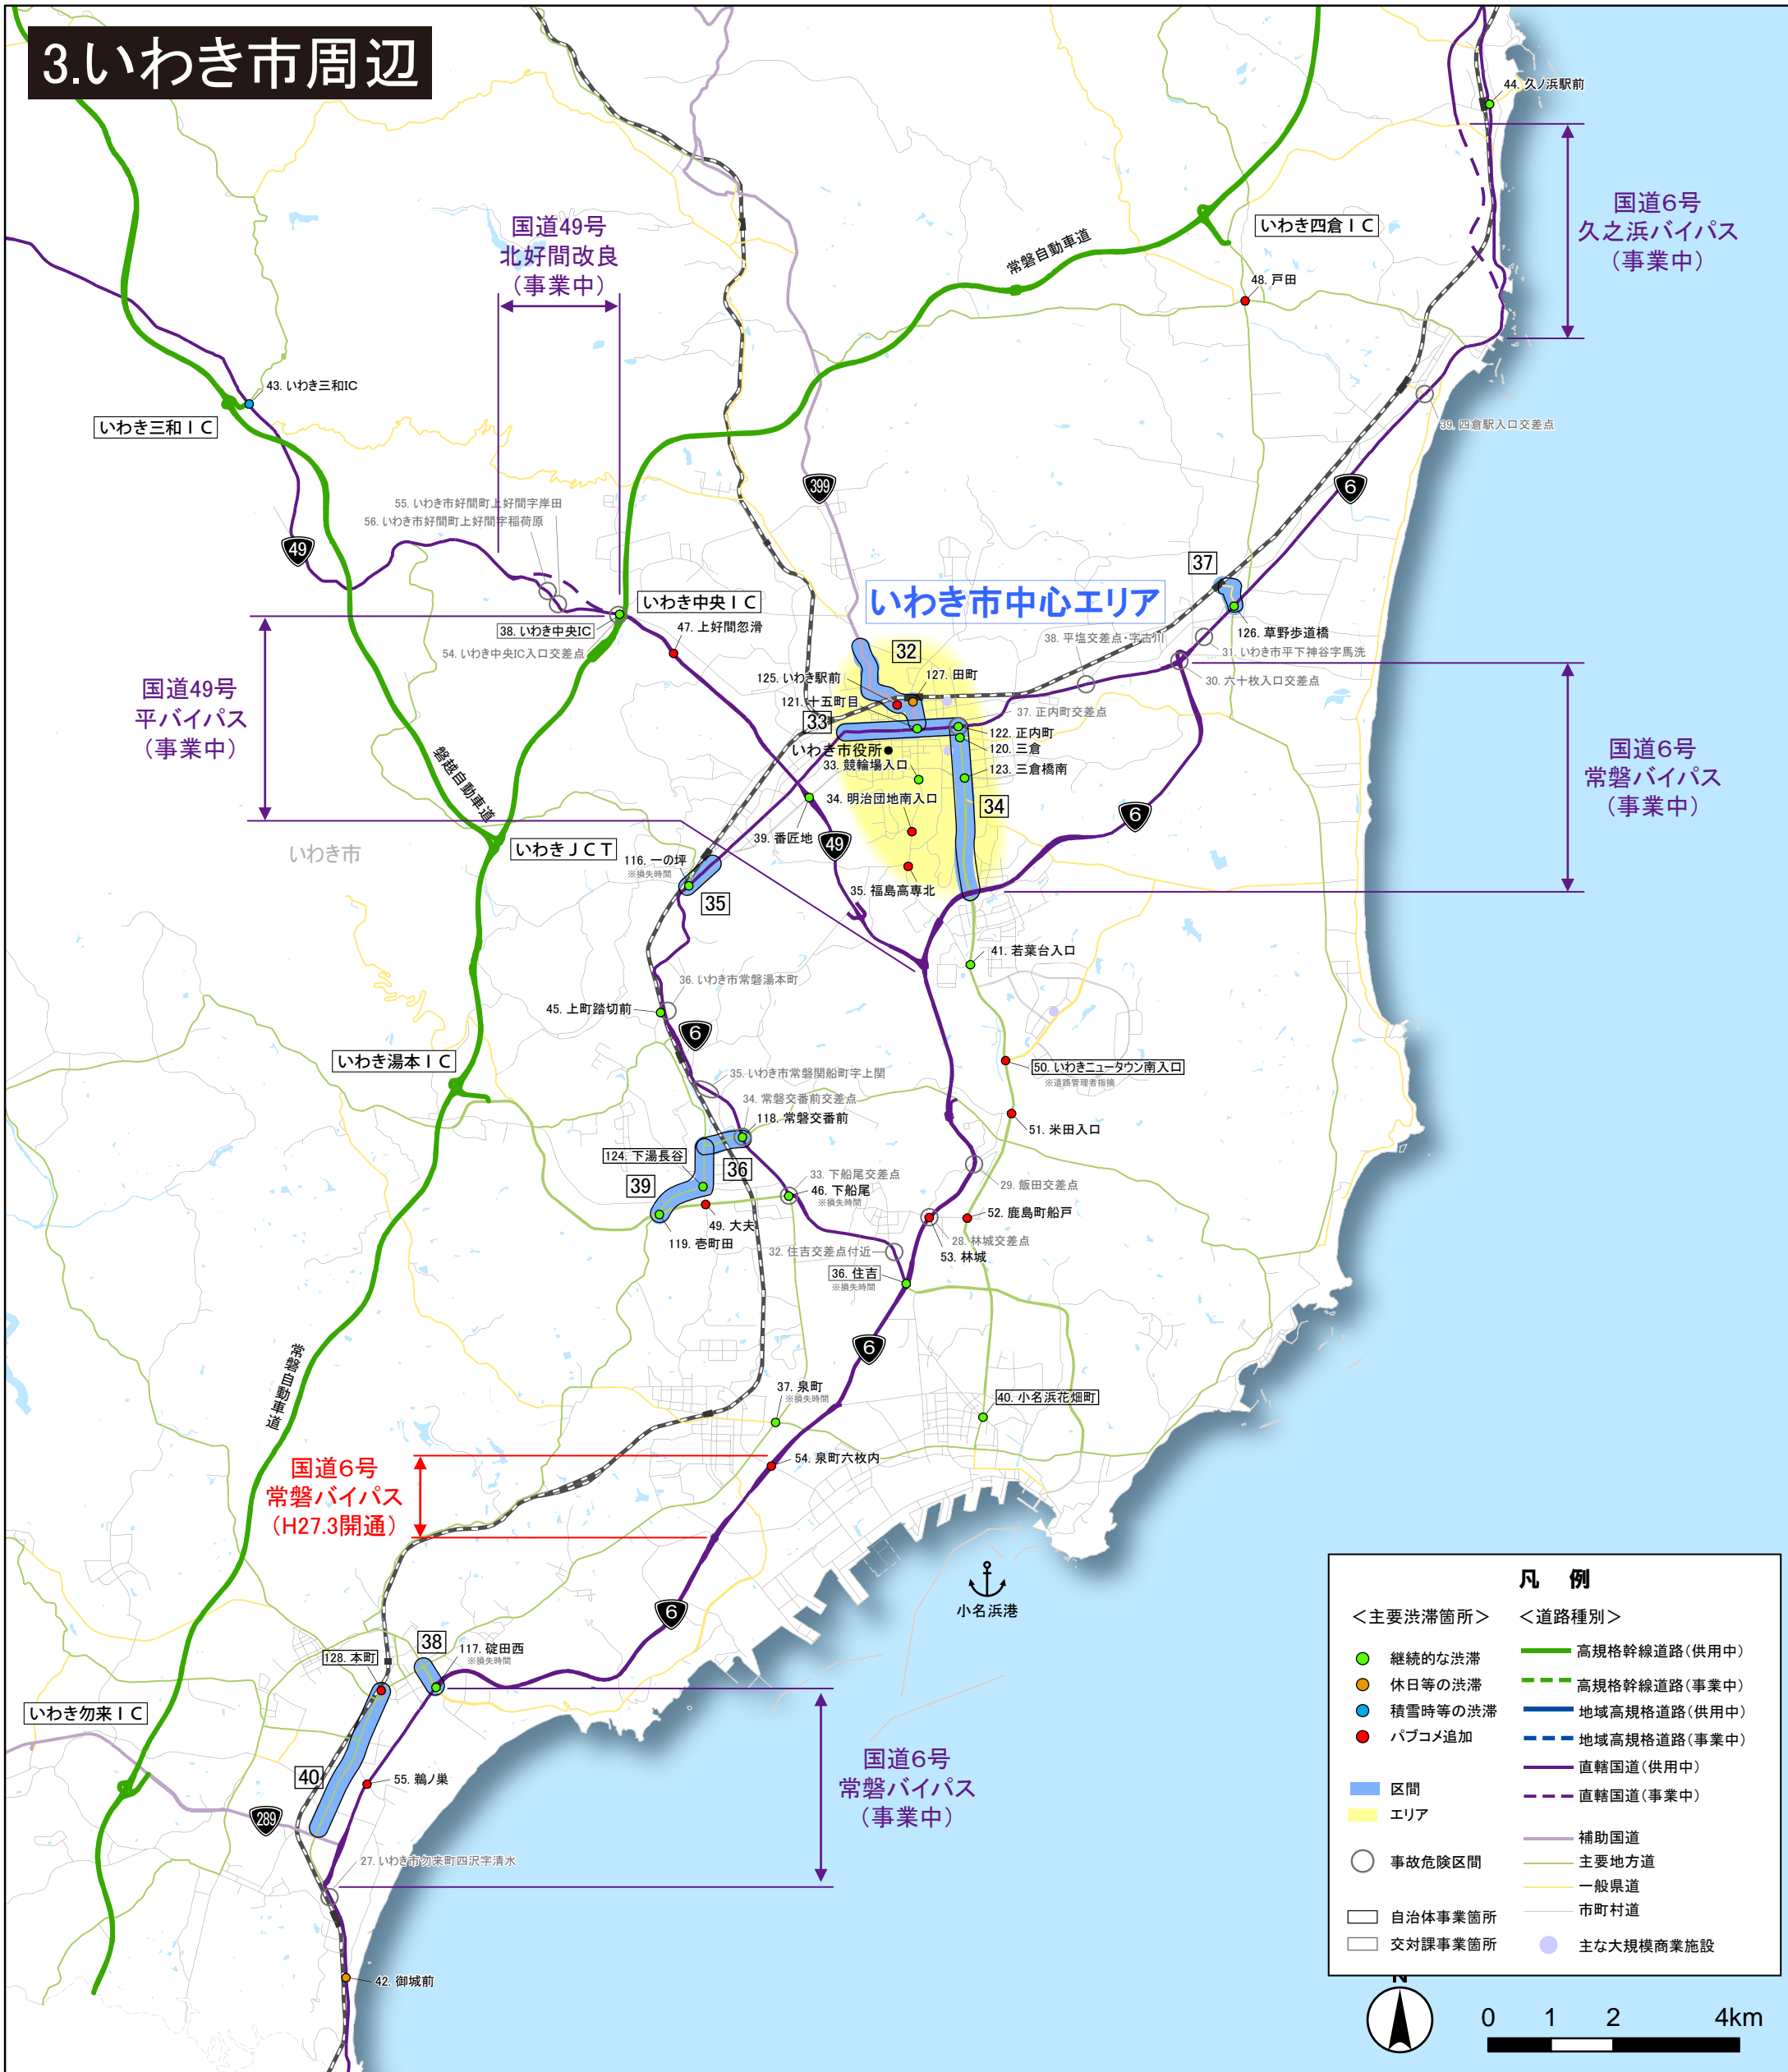 3.いわき市周辺
44. 久ノ浜駅前
国道6号
久之浜バイパス
（事業中）
国道49号
北好間改良
（事業中）
いわき四倉ＩＣ
常磐自動車道
48. 戸田
43. いわき三和IC
いわき三和ＩＣ
39. 四倉駅入口交差点
399
6
55. いわき市好間町上好間字岸田
56. いわき市好間町上好間字稲荷原
49
37
いわき中央ＩＣ
いわき市中心エリア
38. いわき中央IC
47. 上好間忽滑
54. いわき中央IC入口交差点
38. 平塩交差点・字古川
126. 草野歩道橋
31. いわき市平下神谷字馬洗
30. 六十枚入口交差点
32
125. いわき駅前
127. 田町
121. 十五町目
37. 正内町交差点
33
122. 正内町
国道49号
平バイパス
（事業中）
いわき市役所
120. 三倉
33. 競輪場入口
123. 三倉橋南
国道6号
常磐バイパス
（事業中）
34. 明治団地南入口
34
6
磐越自動車道
39. 番匠地
49
いわきＪＣＴ
いわき市
116. 一の坪
※損失時間
35
35. 福島高専北
41. 若葉台入口
36. いわき市常磐湯本町
45. 上町踏切前
6
いわき湯本ＩＣ
50. いわきニュータウン南入口
※道路管理者指摘
35. いわき市常磐関船町字上関
34. 常磐交番前交差点
118. 常磐交番前
51. 米田入口
124. 下湯長谷
36
39
33. 下船尾交差点
46. 下船尾
※損失時間
29. 飯田交差点
49. 大夫
52. 鹿島町船戸
119. 壱町田
28. 林城交差点
53. 林城
32. 住吉交差点付近
36. 住吉
※損失時間
6
常磐自動車道
37. 泉町
※損失時間
40. 小名浜花畑町
54. 泉町六枚内
国道6号
常磐バイパス
（H27.3開通）
小名浜港
6
38
117. 碇田西
※損失時間
128. 本町
いわき勿来ＩＣ
40
55. 鵜ノ巣
289
国道6号
常磐バイパス
（事業中）
27. いわき市勿来町四沢字清水
42. 御城前
凡 例
＜主要渋滞箇所＞
継続的な渋滞
休日等の渋滞
積雪時等の渋滞
パブコメ追加
区間
エリア
事故危険区間
自治体事業箇所
交対課事業箇所
＜道路種別＞
高規格幹線道路（供用中）
高規格幹線道路（事業中）
地域高規格道路（供用中）
地域高規格道路（事業中）
直轄国道（供用中）
直轄国道（事業中）
補助国道
主要地方道
一般県道
市町村道
主な大規模商業施設
N
0 1 2 4km